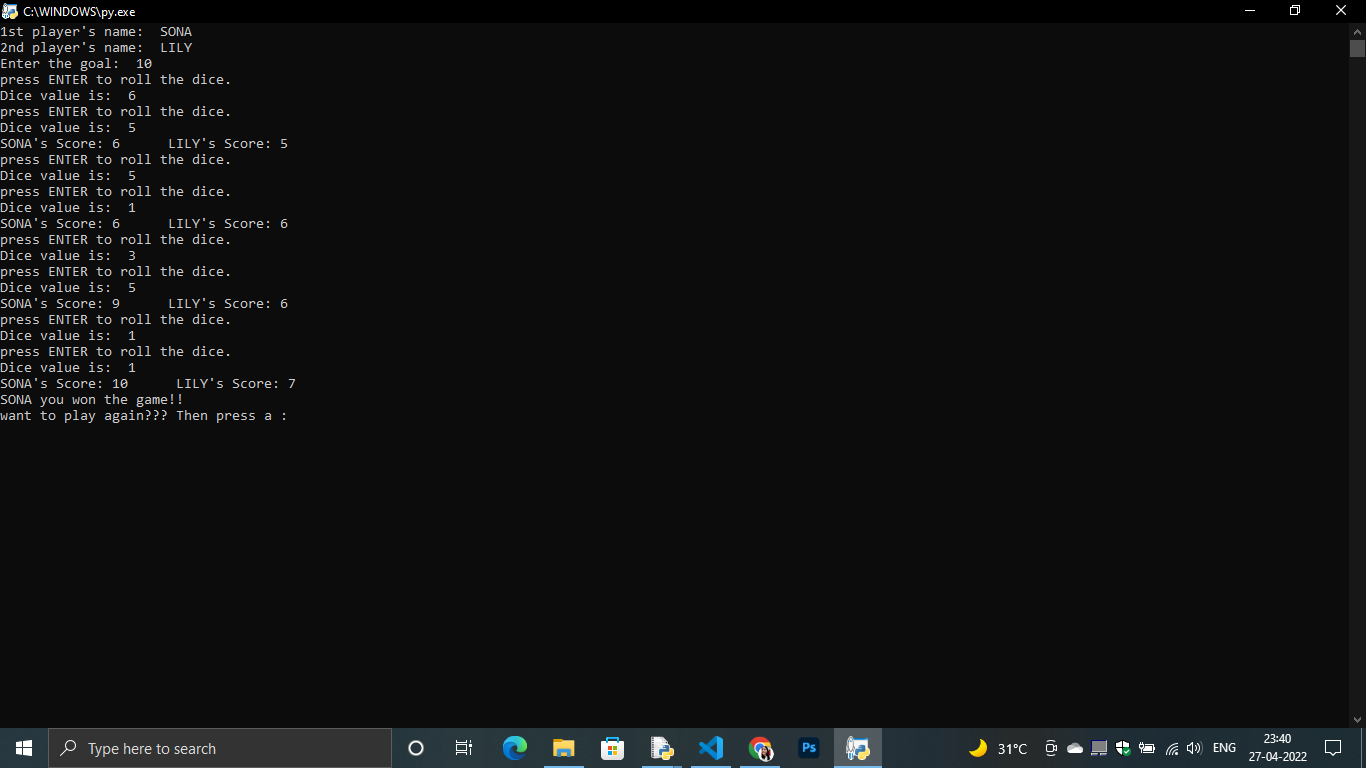 C:\WINDOWS\py.exe
1st player's name:  SONA
2nd player's name:  LILY
Enter the goal:  10
press ENTER to roll the dice.
Dice value is:  6
press ENTER to roll the dice.
Dice value is:  5
SONA's Score: 6      LILY's Score: 5
press ENTER to roll the dice.
Dice value is:  5
press ENTER to roll the dice.
Dice value is:  1
SONA's Score: 6      LILY's Score: 6
press ENTER to roll the dice.
Dice value is:  3
press ENTER to roll the dice.
Dice value is:  5
SONA's Score: 9      LILY's Score: 6
press ENTER to roll the dice.
Dice value is:  1
press ENTER to roll the dice.
Dice value is:  1
SONA's Score: 10      LILY's Score: 7
SONA you won the game!!
want to play again??? Then press a :
Type here to search
Ps
31°C
ENG
23:40
27-04-2022